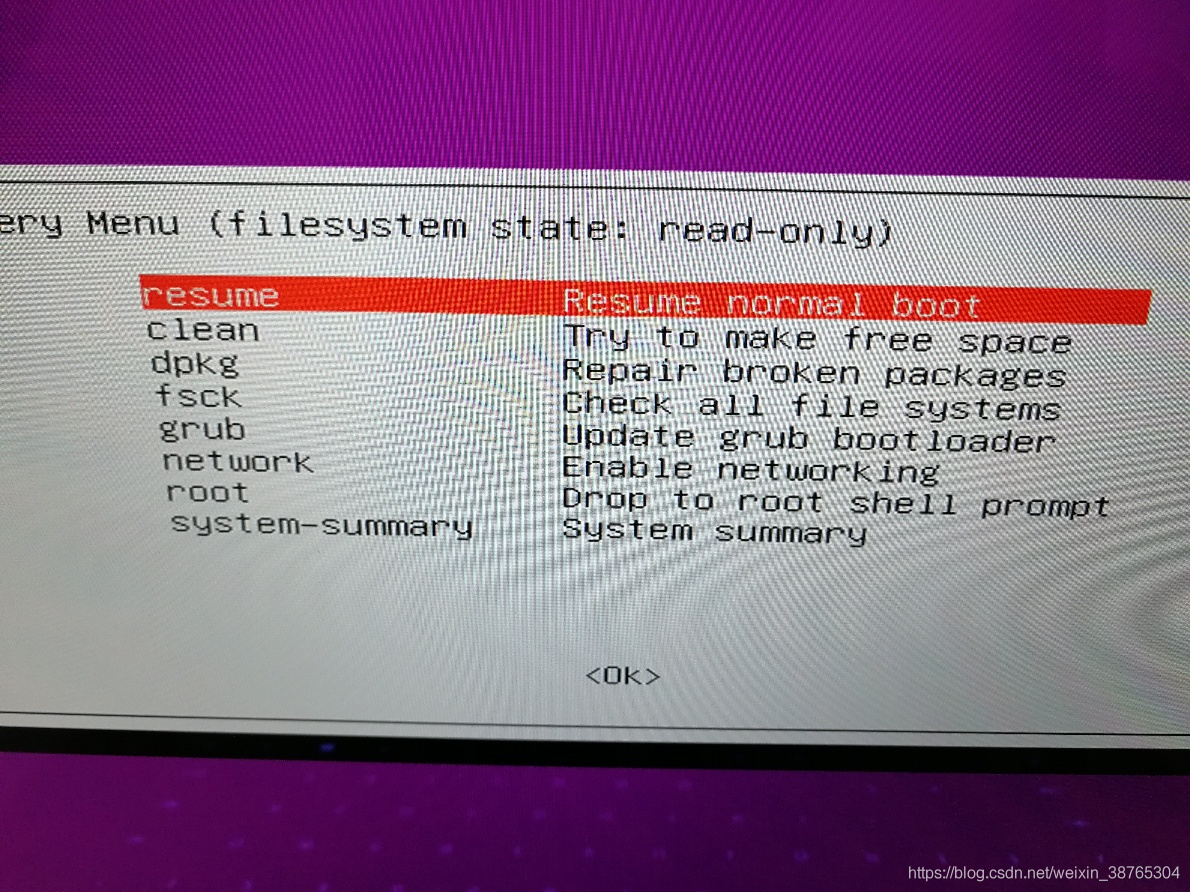 ery Menu (filesystem state: read-only)
resume Resume normal boot
clean Try to make free space
dpkg Repair broken packages
fsck Check all file systems
grub Update grub bootloader
network Enable networking
root Drop to root shell prompt
system-summary System summary
<Ok>
https://blog.csdn.net/weixin_38765304